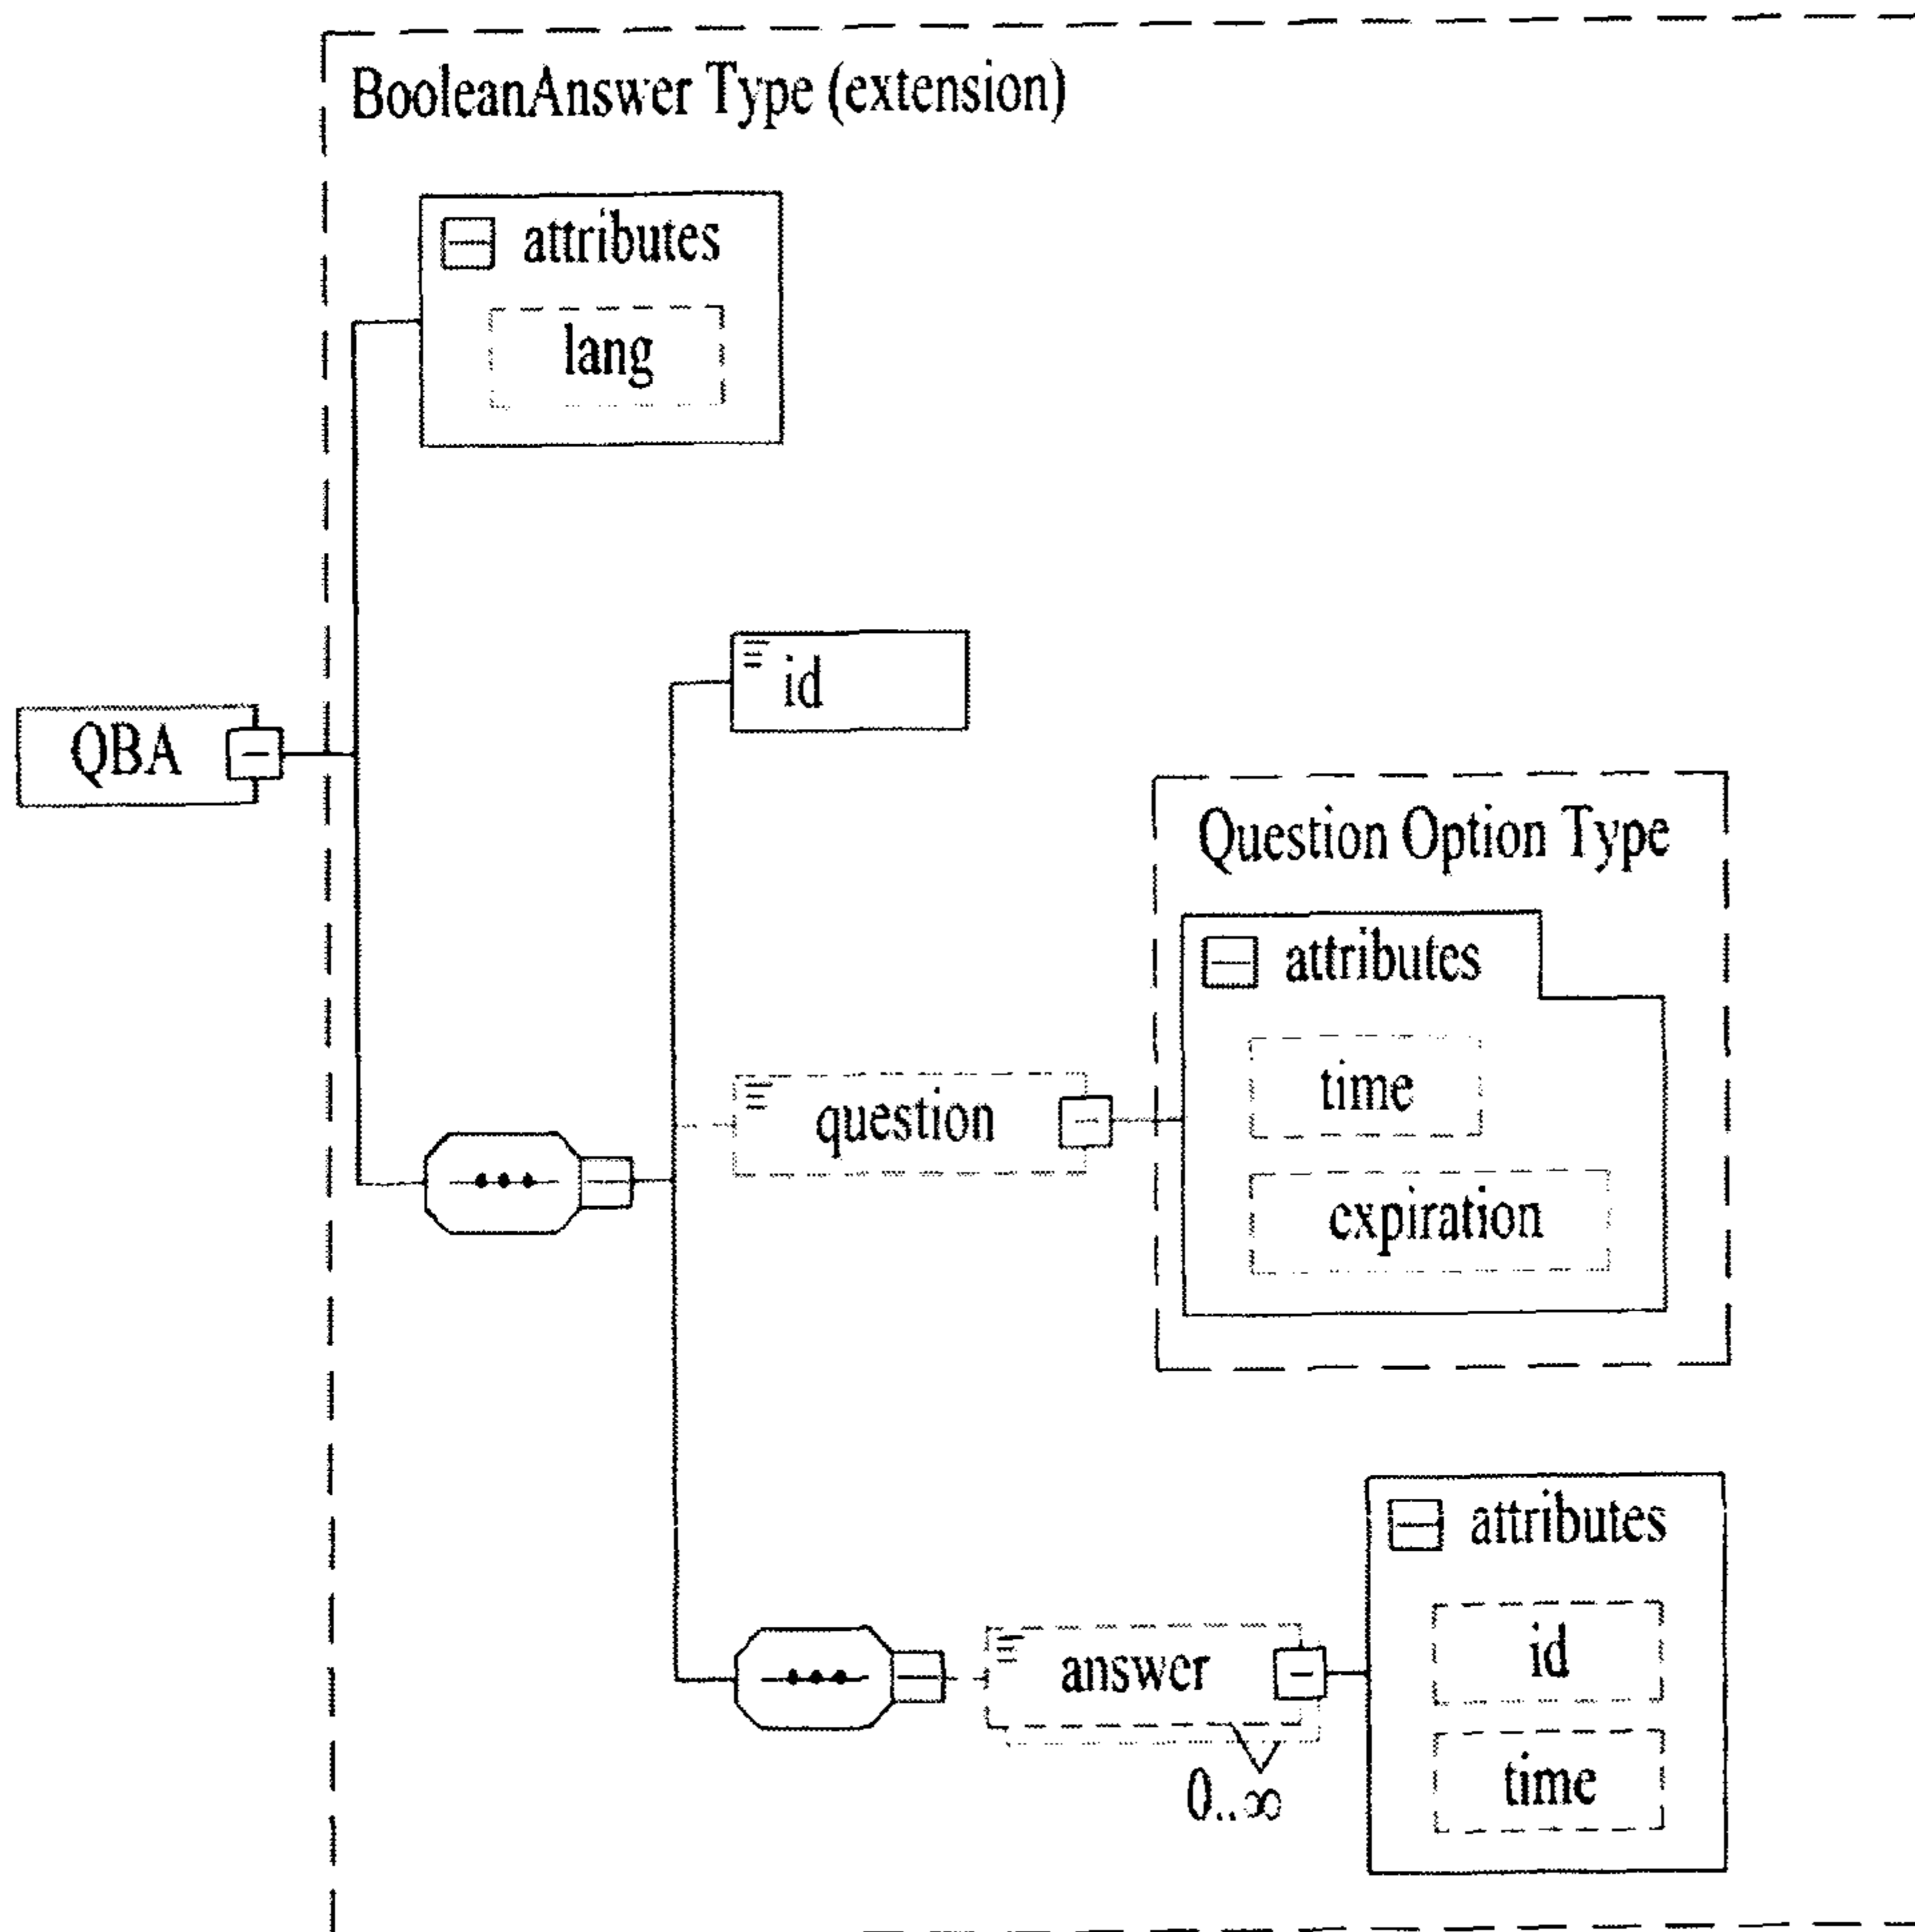 BooleanAnswer Type (extension)
attributes
lang
id
QBA
Question Option Type
attributes
time
question
expiration
attributes
id
answer
time
0..∞